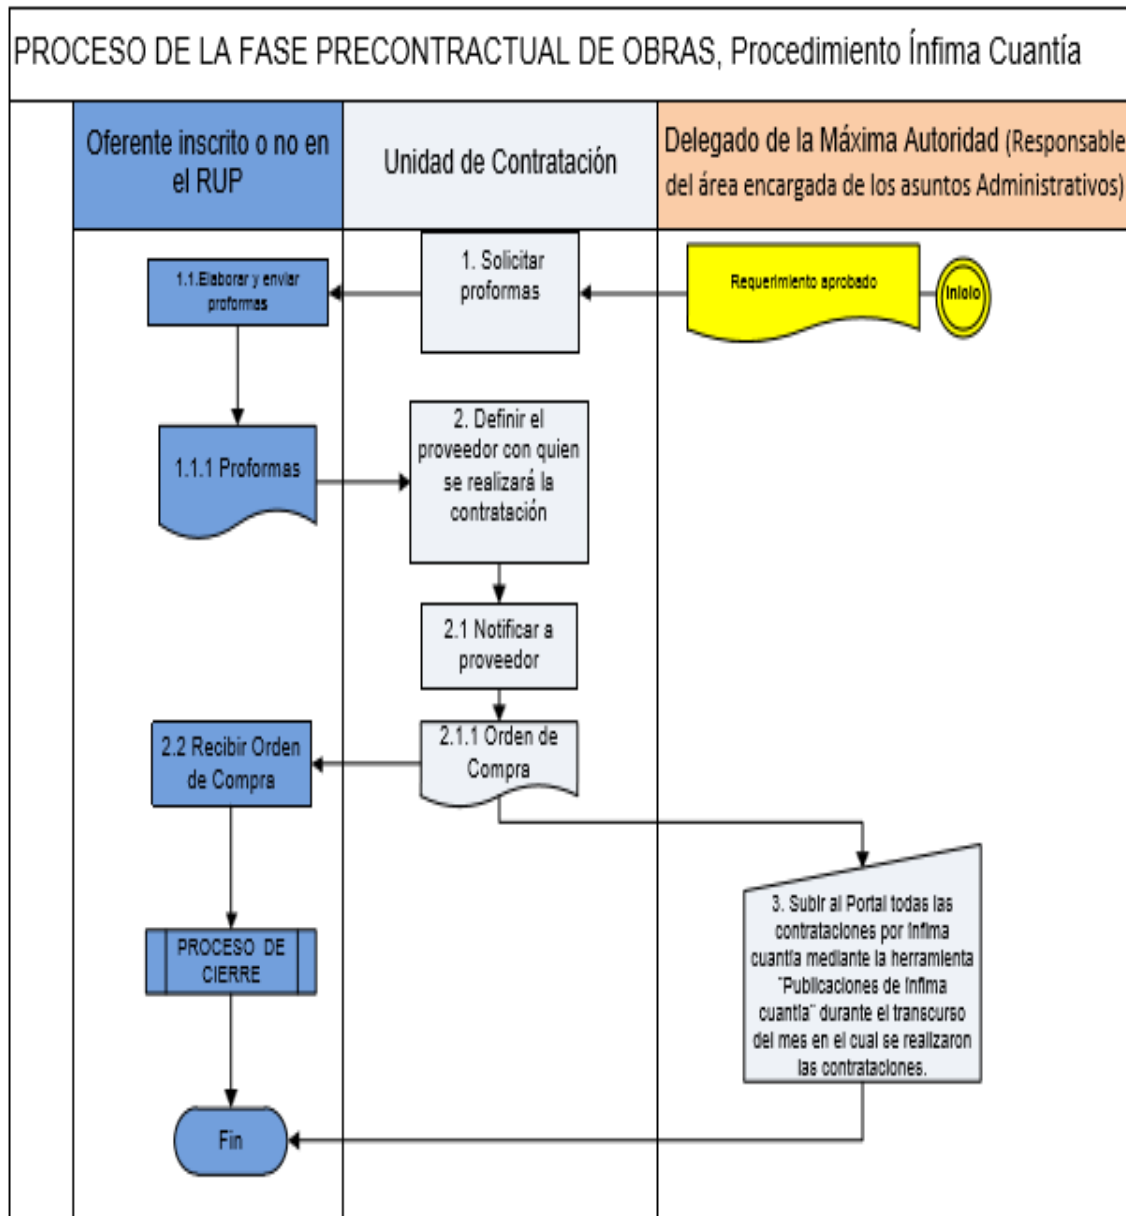 PROCESO DE LA FASE PRECONTRACTUAL DE OBRAS, Procedimiento Ínfima Cuantía
Oferente inscrito o no en
el RUP
Unidad de Contratación
Delegado de la Máxima Autoridad (Responsable
del área encargada de los asuntos Administrativos)
1.1.Elaborar y enviar
proformas
1. Solicitar
proformas
Requerimiento aprobado
Inicio
1.1.1 Proformas
2. Definir el
proveedor con quien
se realizará la
contratación
2.1 Notificar a
proveedor
2.2 Recibir Orden
de Compra
2.1.1 Orden de
Compra
3. Subir al Portal todas las
contrataciones por ínfima
cuantía mediante la herramienta
¨Publicaciones de ínfima
cuantía¨ durante el transcurso
del mes en el cual se realizaron
las contrataciones.
PROCESO DE
CIERRE
Fin